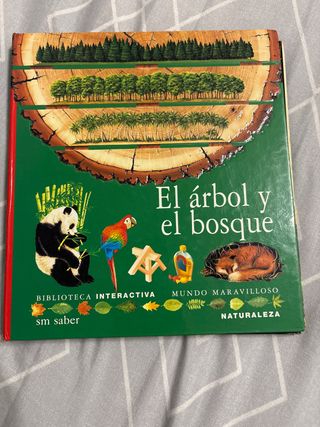 El árbol y
el bosque
BIBLIOTECA INTERACTIVA MUNDO MARAVILLOSO
sm saber NATURALEZA